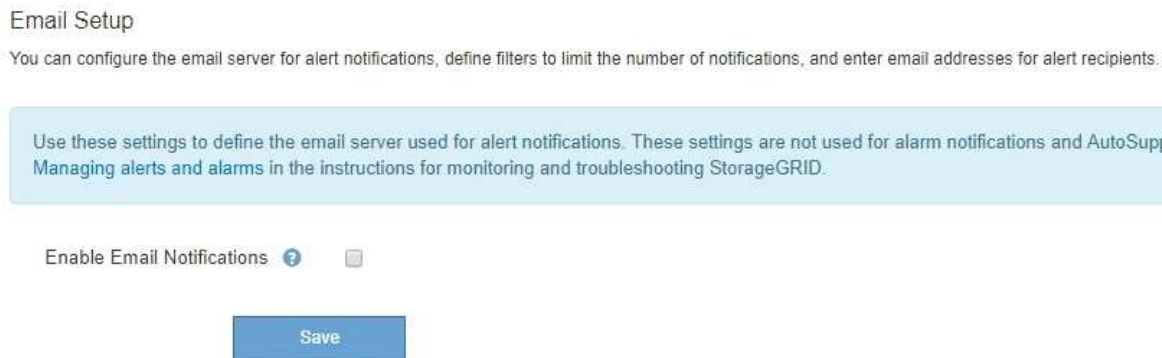 Email Setup
You can configure the email server for alert notifications, define filters to limit the number of notifications, and enter email addresses for alert recipients.
Use these settings to define the email server used for alert notifications. These settings are not used for alarm notifications and AutoSupp
Managing alerts and alarms in the instructions for monitoring and troubleshooting StorageGRID.
Enable Email Notifications ?
Save